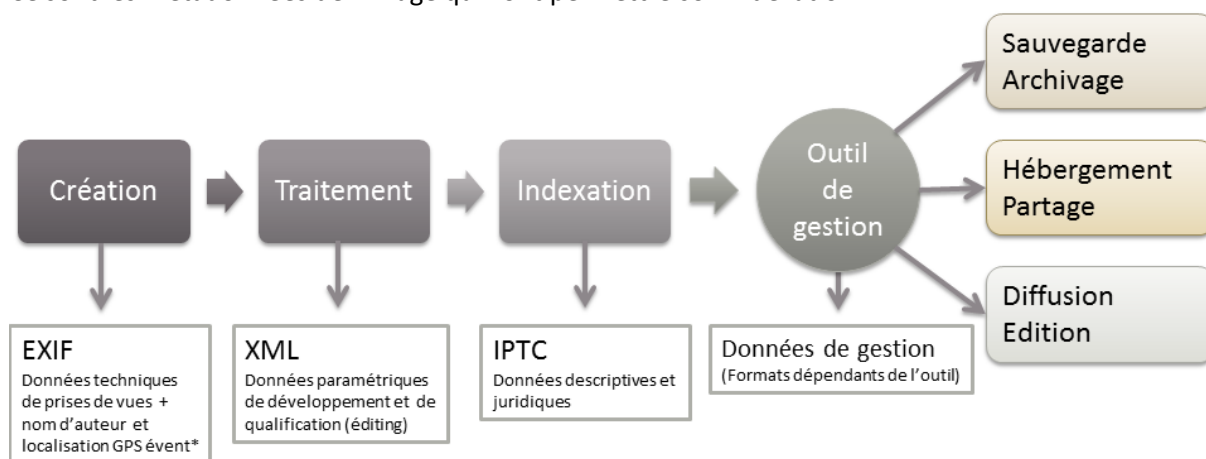 Sauvegarde
Archivage
Création
Traitement
Indexation
Outil
de
gestion
Hébergement
Partage
Diffusion
Edition
EXIF
Données techniques
de prises de vues +
nom d'auteur et
localisation GPS évent*
XML
Données paramétriques
de développement et de
qualification (éditing)
IPTC
Données descriptives et
juridiques
Données de gestion
(Formats dépendants de l'outil)